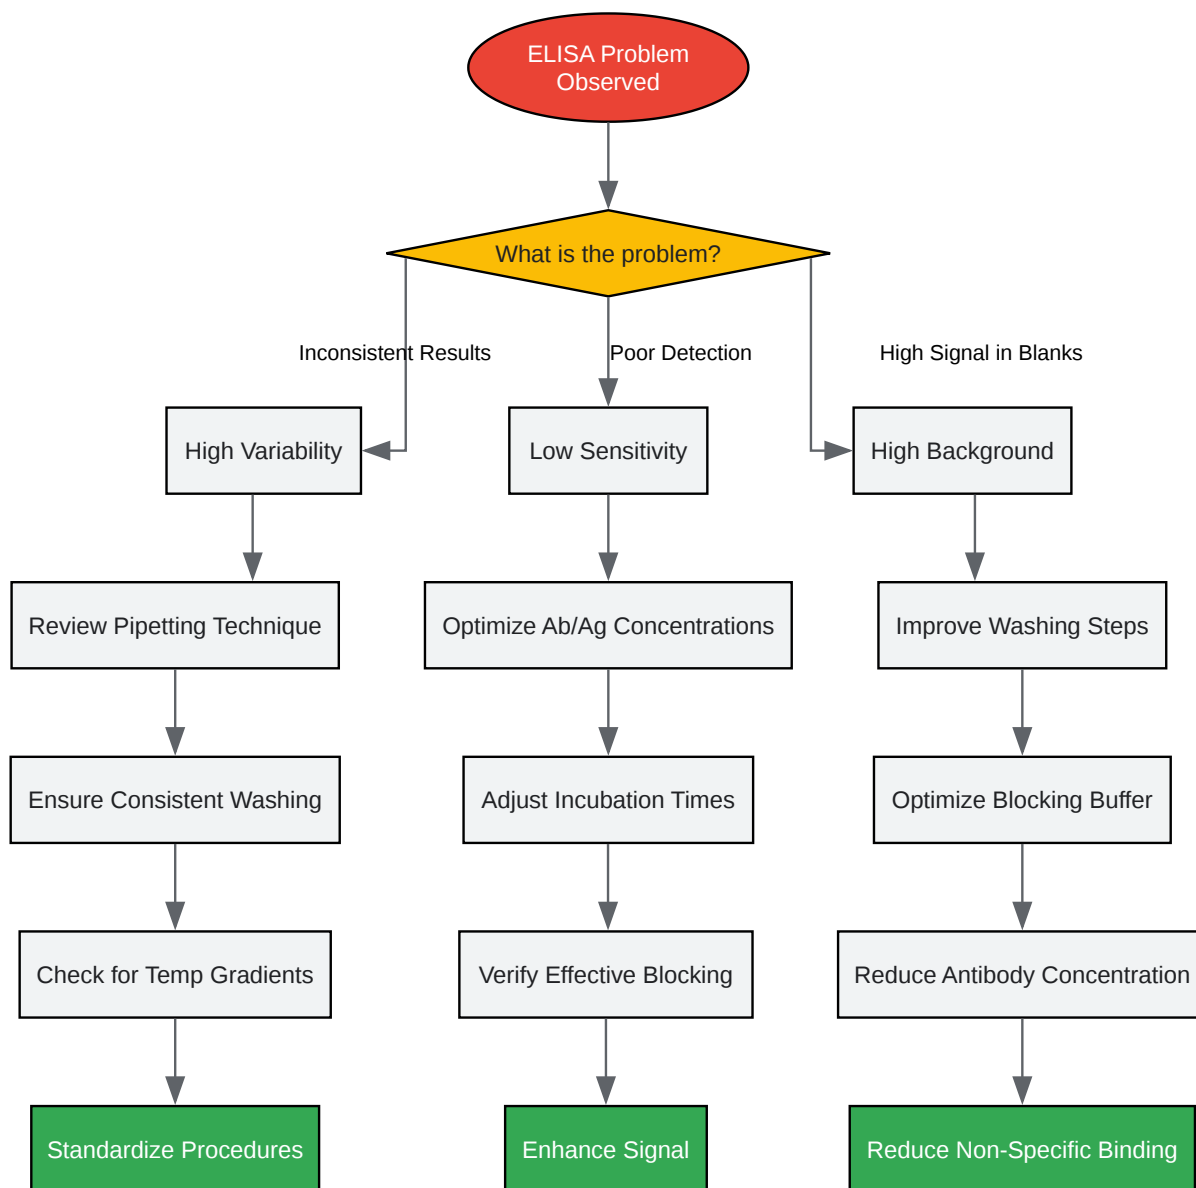 ELISA Problem
Observed
What is the problem?
Inconsistent Results
Poor Detection
High Signal in Blanks
High Variability
Low Sensitivity
High Background
Review Pipetting Technique
Optimize Ab/Ag Concentrations
Improve Washing Steps
Ensure Consistent Washing
Adjust Incubation Times
Optimize Blocking Buffer
Check for Temp Gradients
Verify Effective Blocking
Reduce Antibody Concentration
Standardize Procedures
Enhance Signal
Reduce Non-Specific Binding